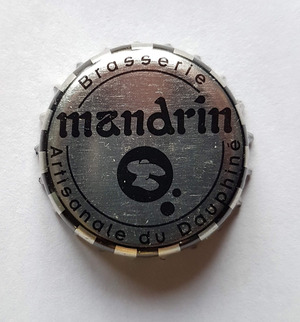 Brasserie
mandrin
Artisanale du Dauphiné